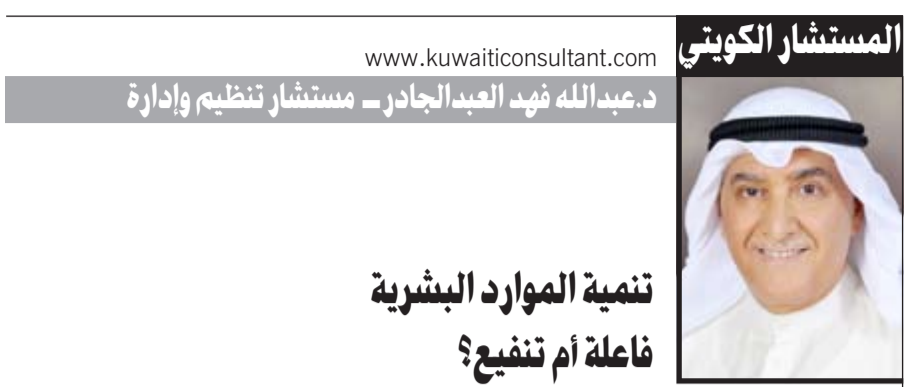 المستشار الكويتي
www.kuwaiticonsultant.com
د.عبدالله فهد العبدالجادر ـ مستشار تنظيم وإدارة
تنمية الموارد البشرية
فاعلة أم تنفيع؟